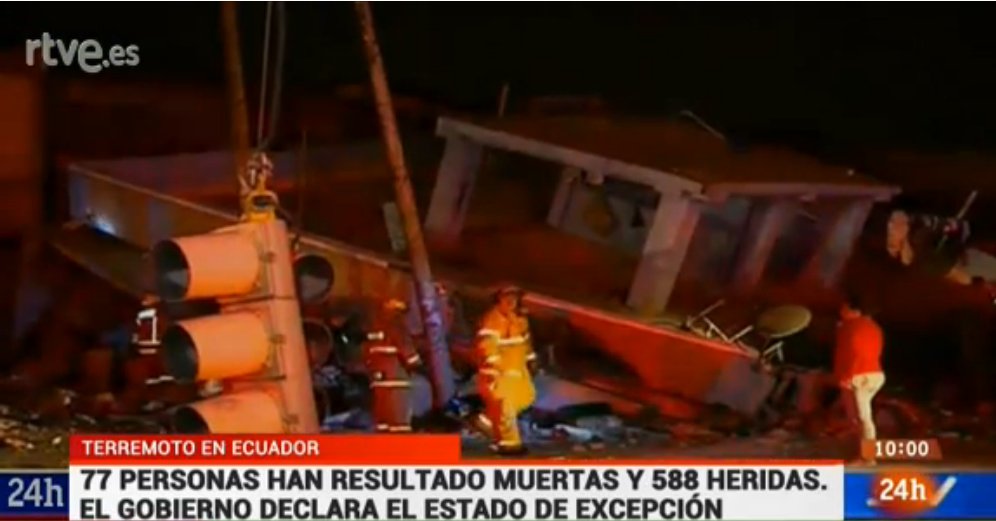 rtve.es
TERREMOTO EN ECUADOR
10:00
24h
77 PERSONAS HAN RESULTADO MUERTAS Y 588 HERIDAS.
EL GOBIERNO DECLARA EL ESTADO DE EXCEPCIÓN
24h